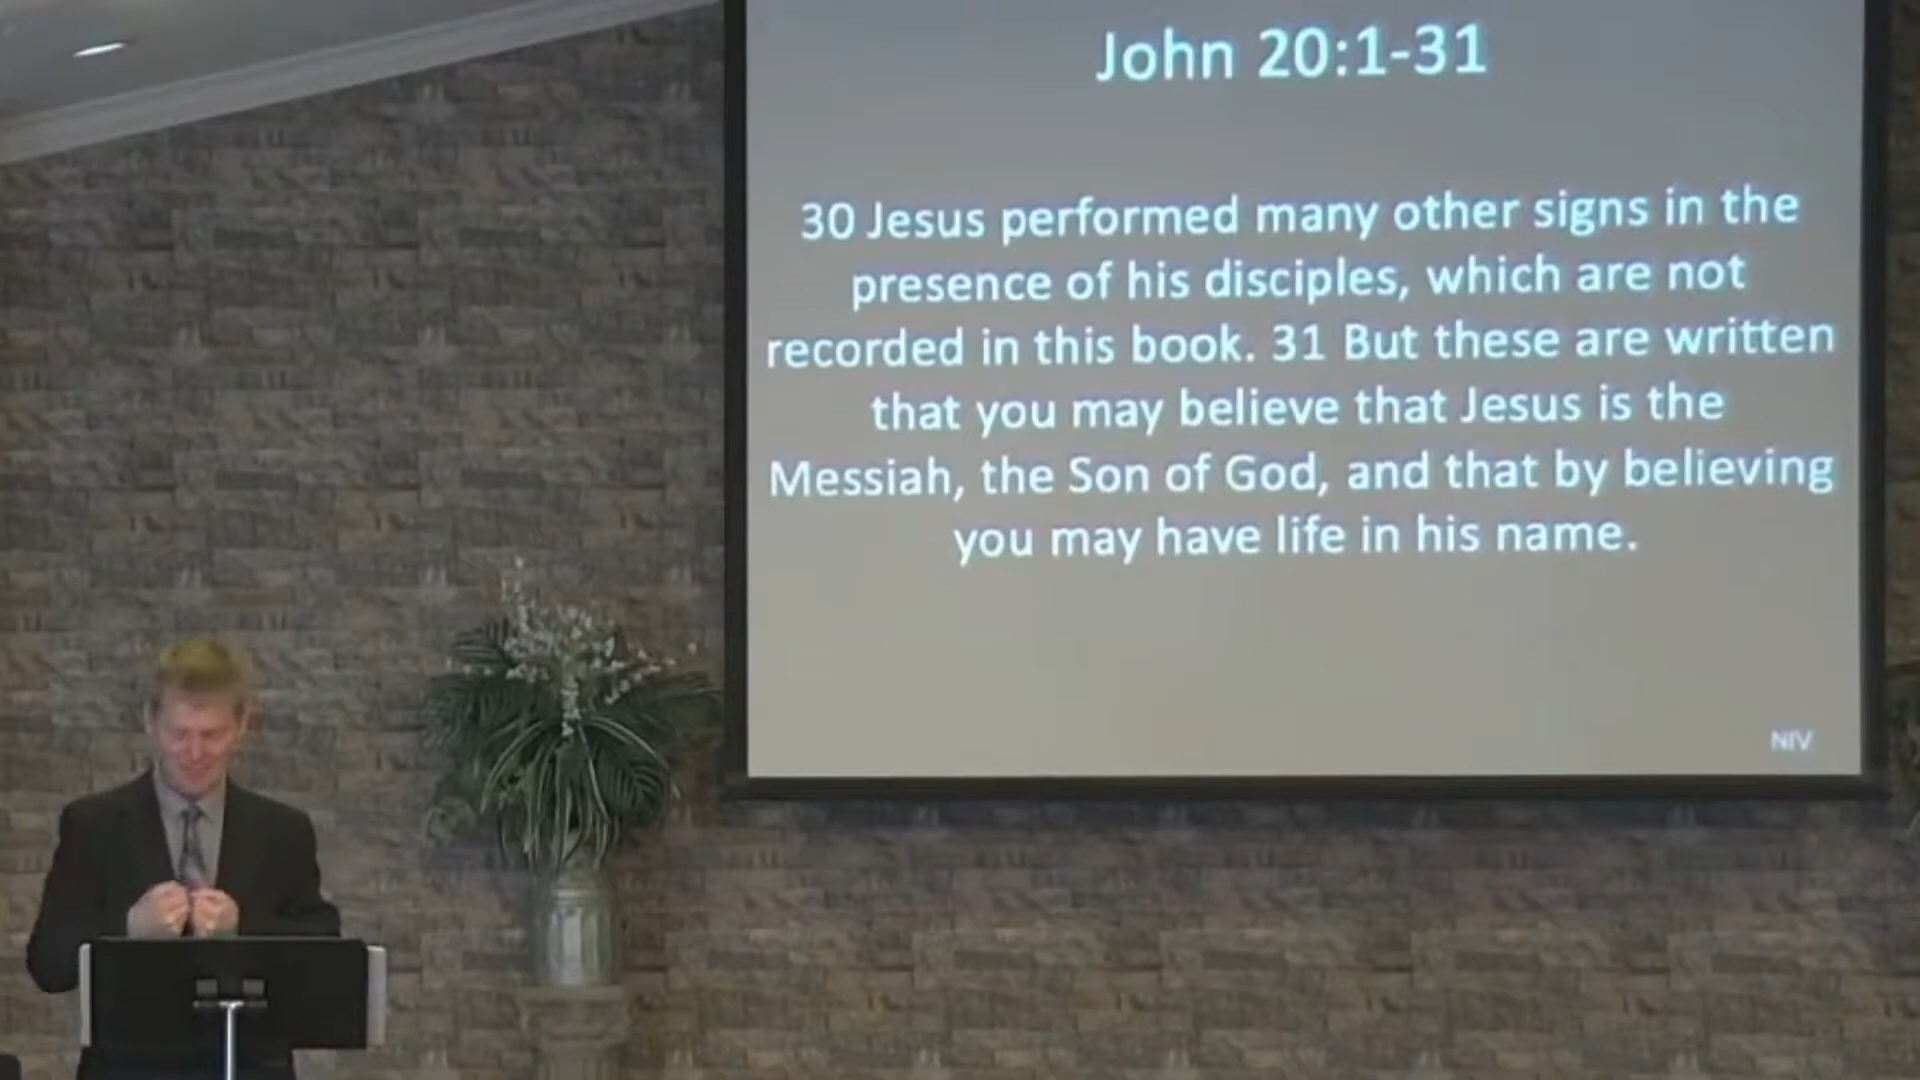 John 20:1-31
30 Jesus performed many other signs in the
presence of his disciples, which are not
recorded in this book. 31 But these are written
that you may believe that Jesus is the
Messiah, the Son of God, and that by believing
you may have life in his name.
NIV